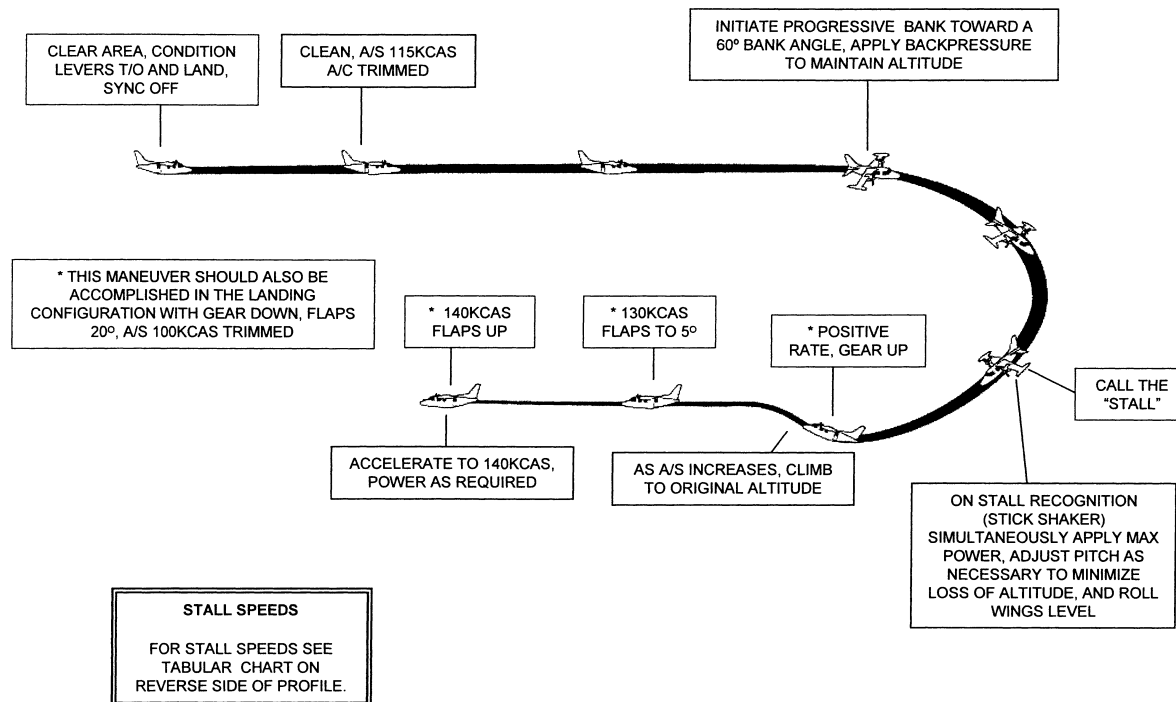 CLEAR AREA, CONDITION
LEVERS T/O AND LAND,
SYNC OFF
CLEAN, A/S 115KCAS
A/C TRIMMED
INITIATE PROGRESSIVE BANK TOWARD A
60º BANK ANGLE, APPLY BACKPRESSURE
TO MAINTAIN ALTITUDE
* THIS MANEUVER SHOULD ALSO BE
ACCOMPLISHED IN THE LANDING
CONFIGURATION WITH GEAR DOWN, FLAPS
20º, A/S 100KCAS TRIMMED
* 140KCAS
FLAPS UP
* 130KCAS
FLAPS TO 5º
* POSITIVE
RATE, GEAR UP
CALL THE
“STALL”
ACCELERATE TO 140KCAS,
POWER AS REQUIRED
AS A/S INCREASES, CLIMB
TO ORIGINAL ALTITUDE
ON STALL RECOGNITION
(STICK SHAKER)
SIMULTANEOUSLY APPLY MAX
POWER, ADJUST PITCH AS
NECESSARY TO MINIMIZE
LOSS OF ALTITUDE, AND ROLL
WINGS LEVEL
STALL SPEEDS
FOR STALL SPEEDS SEE
TABULAR CHART ON
REVERSE SIDE OF PROFILE.